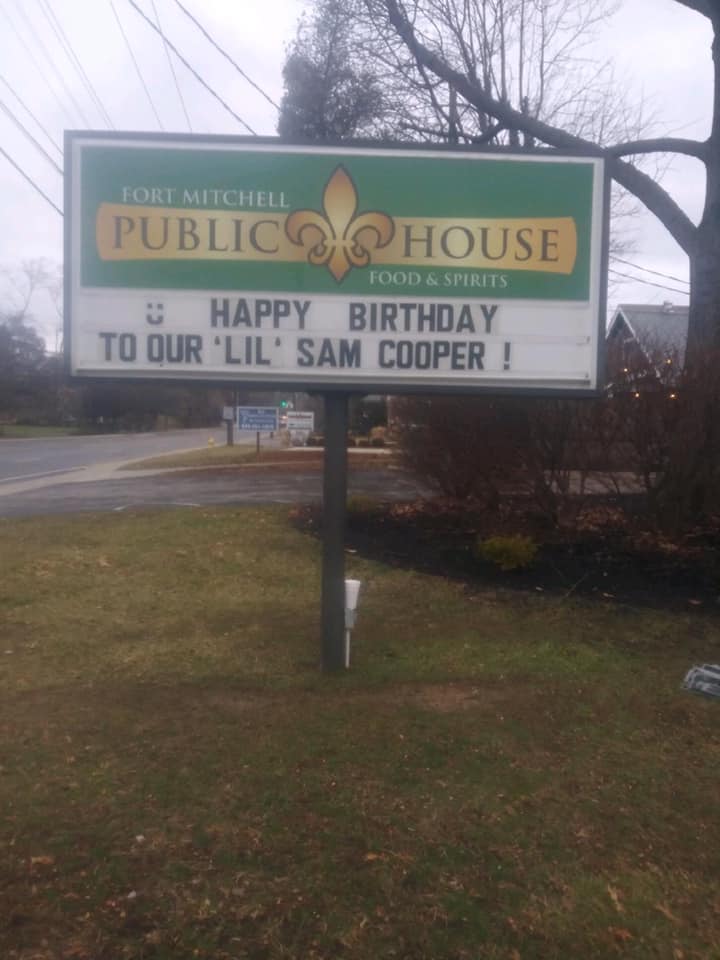 FORT MITCHELL
PUBLIC HOUSE
FOOD & SPIRITS
HAPPY BIRTHDAY
TO OUR 'LIL' SAM COOPER !